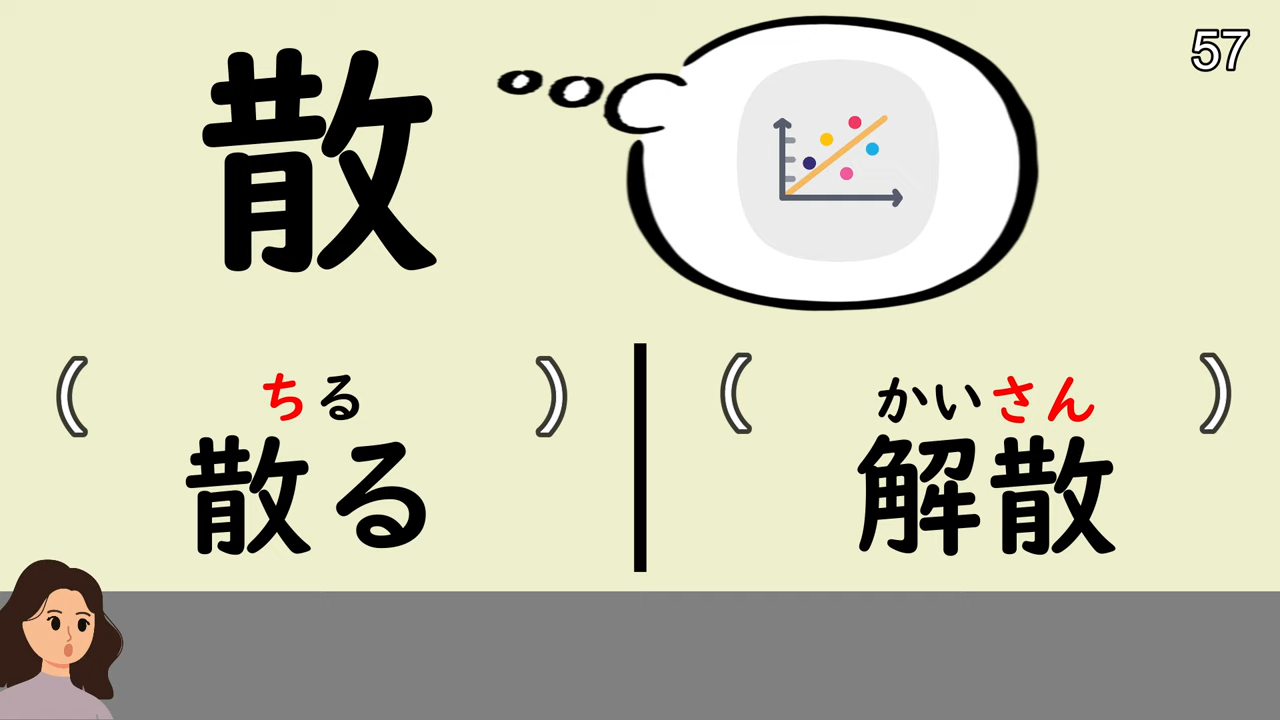 57
散
( ちる )
散る
( かいさん )
解散